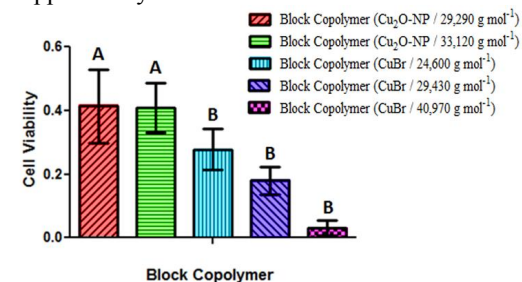 Block Copolymer (Cu₂O-NP / 29,290 g mol⁻¹)
Block Copolymer (Cu₂O-NP / 33,120 g mol⁻¹)
Block Copolymer (CuBr / 24,600 g mol⁻¹)
Block Copolymer (CuBr / 29,430 g mol⁻¹)
Block Copolymer (CuBr / 40,970 g mol⁻¹)
0.6
0.4
0.2
0.0
Cell Viability
A
A
B
B
B
Block Copolymer